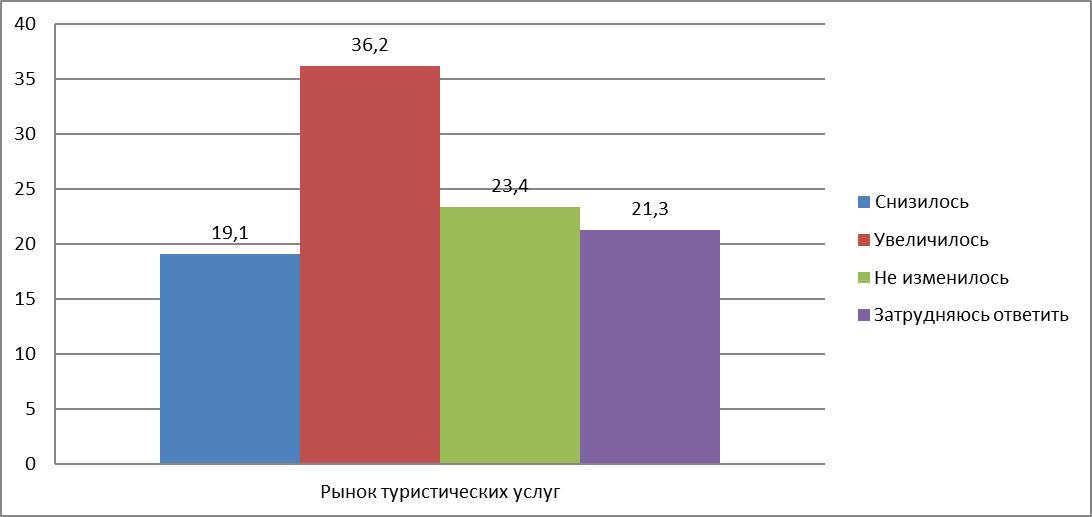 40
35
30
25
20
15
10
5
0
19,1
36,2
23,4
21,3
Рынок туристических услуг
Снизилось
Увеличилось
Не изменилось
Затрудняюсь ответить